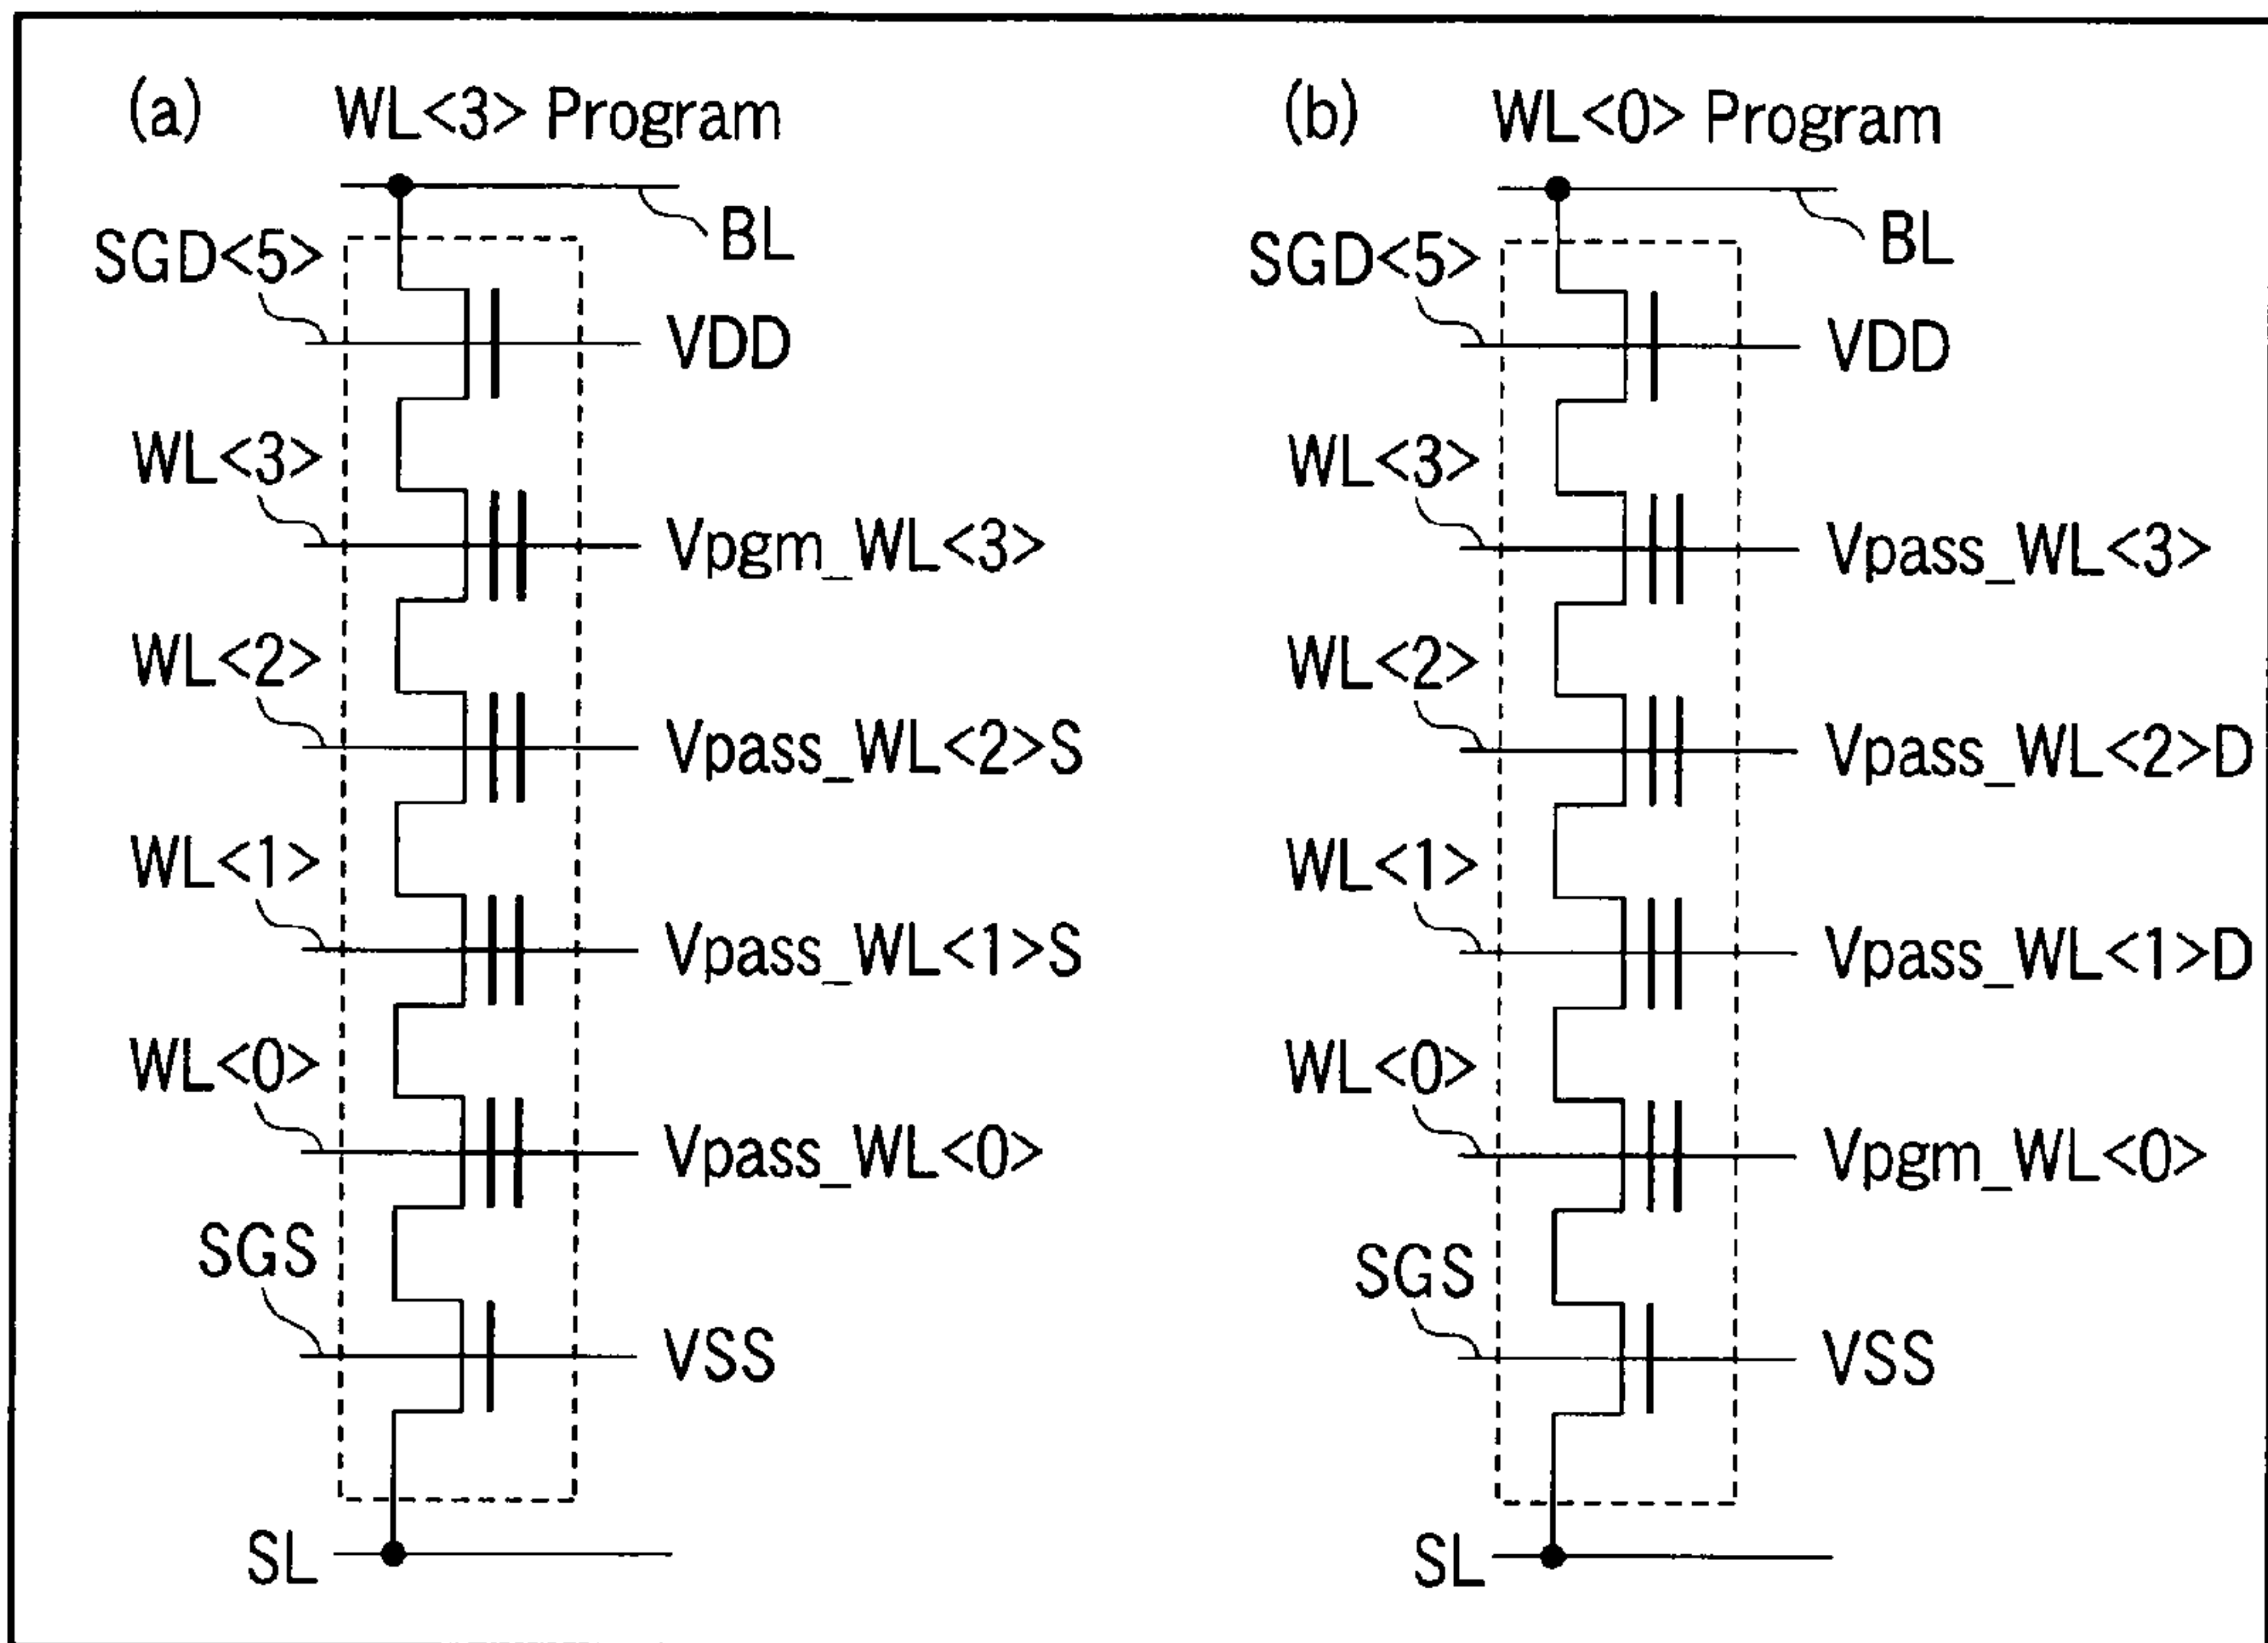 (a) WL<3> Program
BL
SGD<5>
VDD
WL<3>
Vpgm_WL<3>
WL<2>
Vpass_WL<2>S
WL<1>
Vpass_WL<1>S
WL<0>
Vpass_WL<0>
SGS
VSS
SL
(b) WL<0> Program
BL
SGD<5>
VDD
WL<3>
Vpass_WL<3>
WL<2>
Vpass_WL<2>D
WL<1>
Vpass_WL<1>D
WL<0>
Vpgm_WL<0>
SGS
VSS
SL